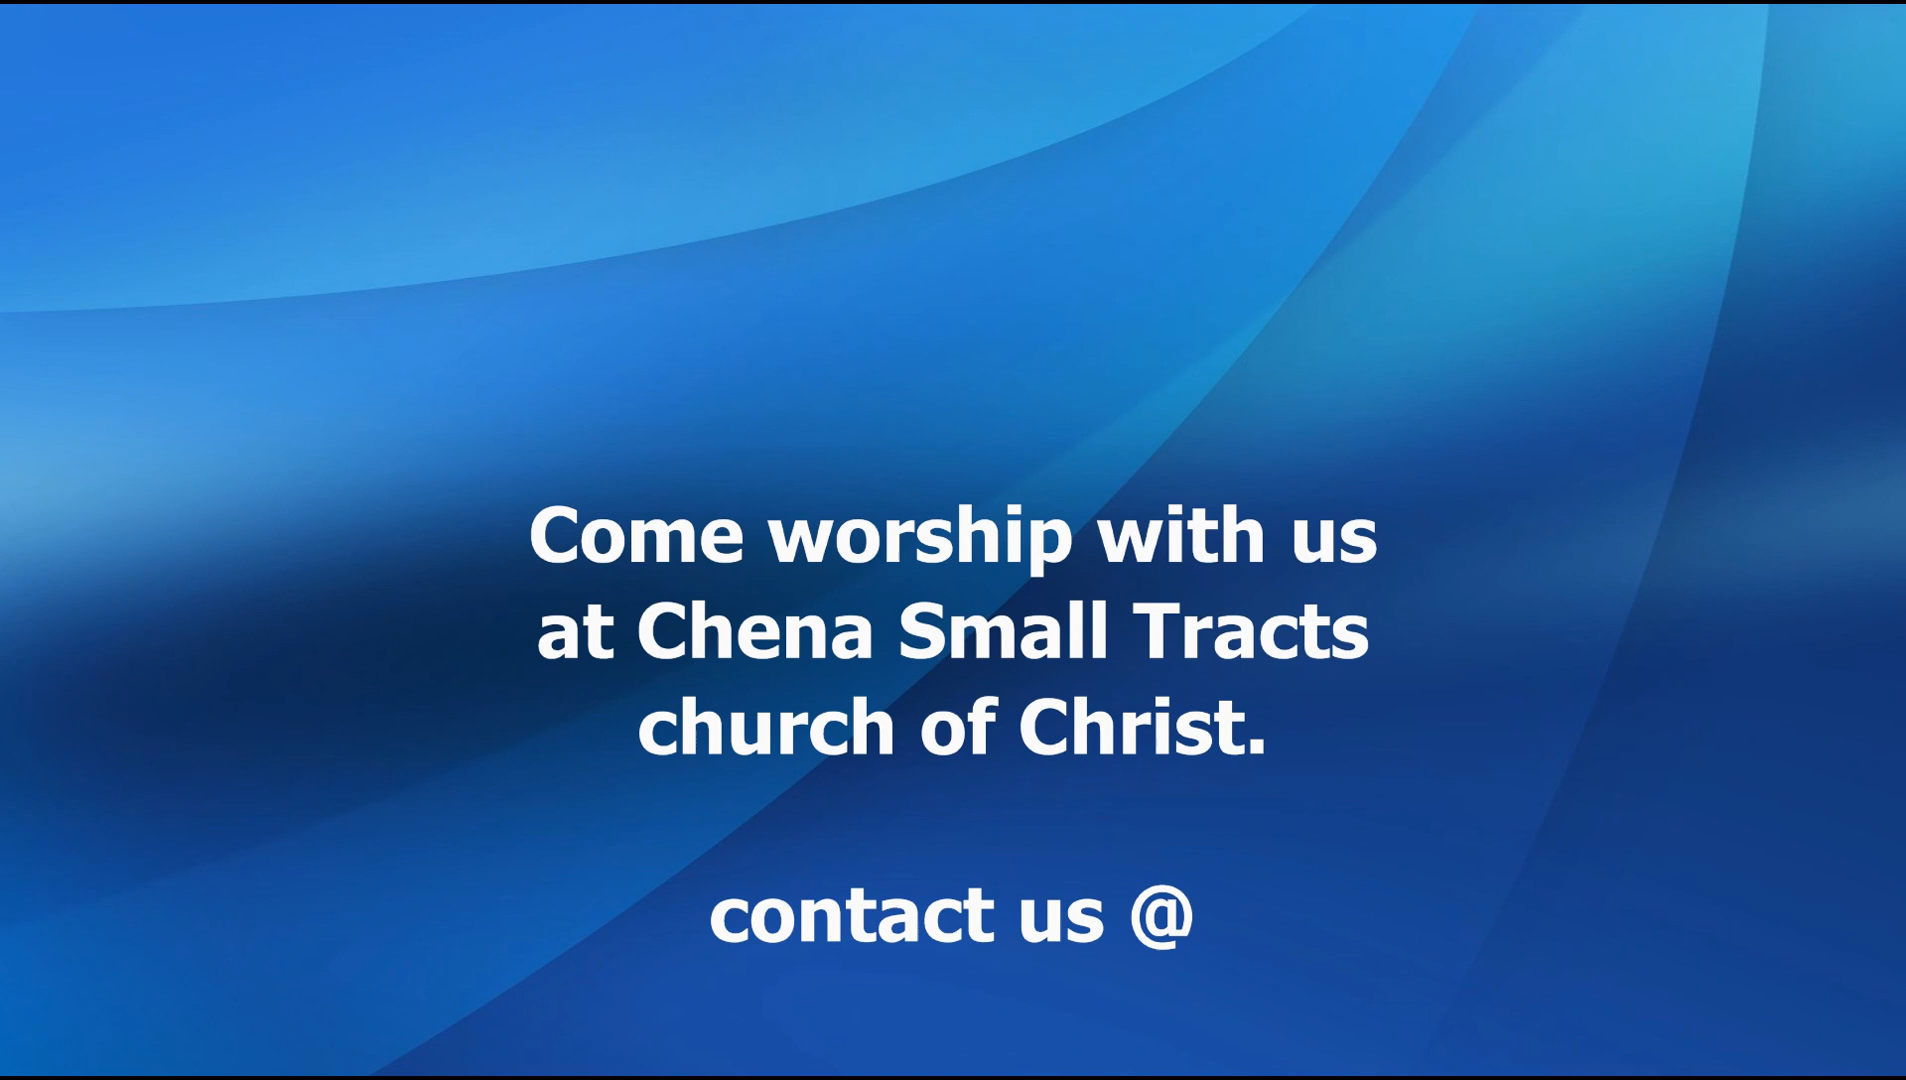 Come worship with us
at Chena Small Tracts
church of Christ.
contact us @